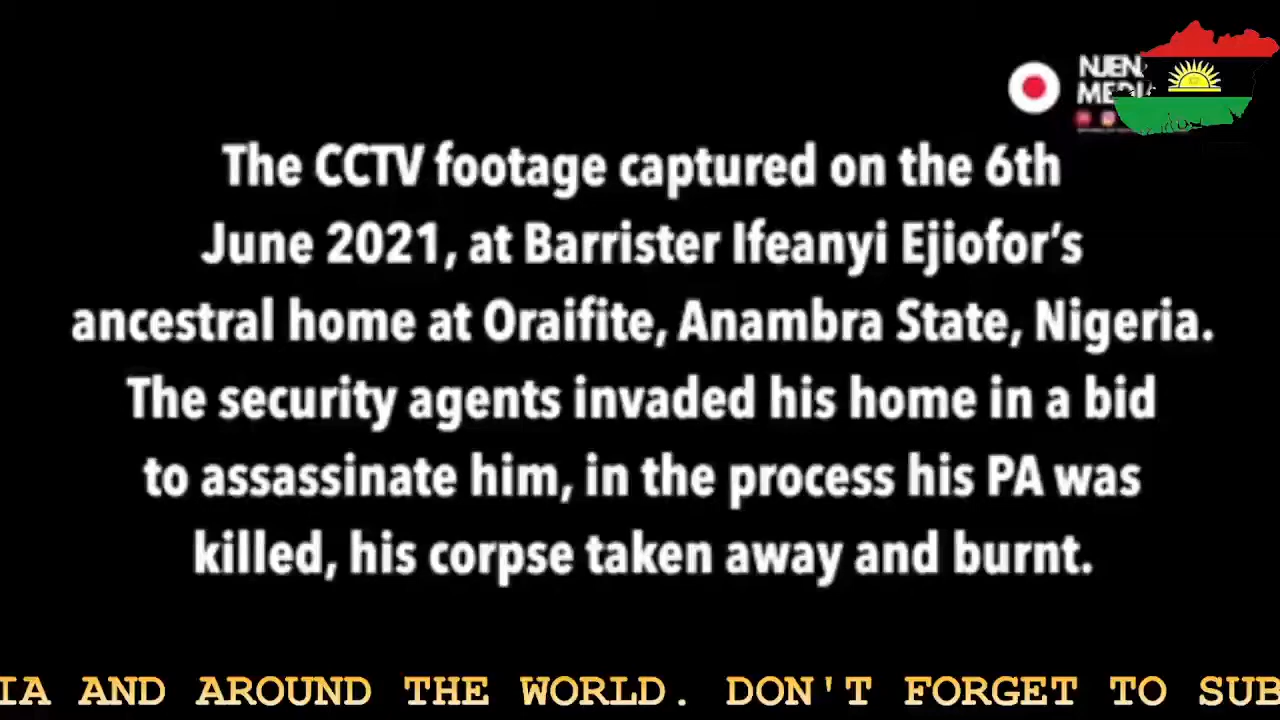 NJEN
MEDIA
The CCTV footage captured on the 6th
June 2021, at Barrister Ifeanyi Ejiofor's
ancestral home at Oraifite, Anambra State, Nigeria.
The security agents invaded his home in a bid
to assassinate him, in the process his PA was
killed, his corpse taken away and burnt.
IA AND AROUND THE WORLD. DON'T FORGET TO SUB